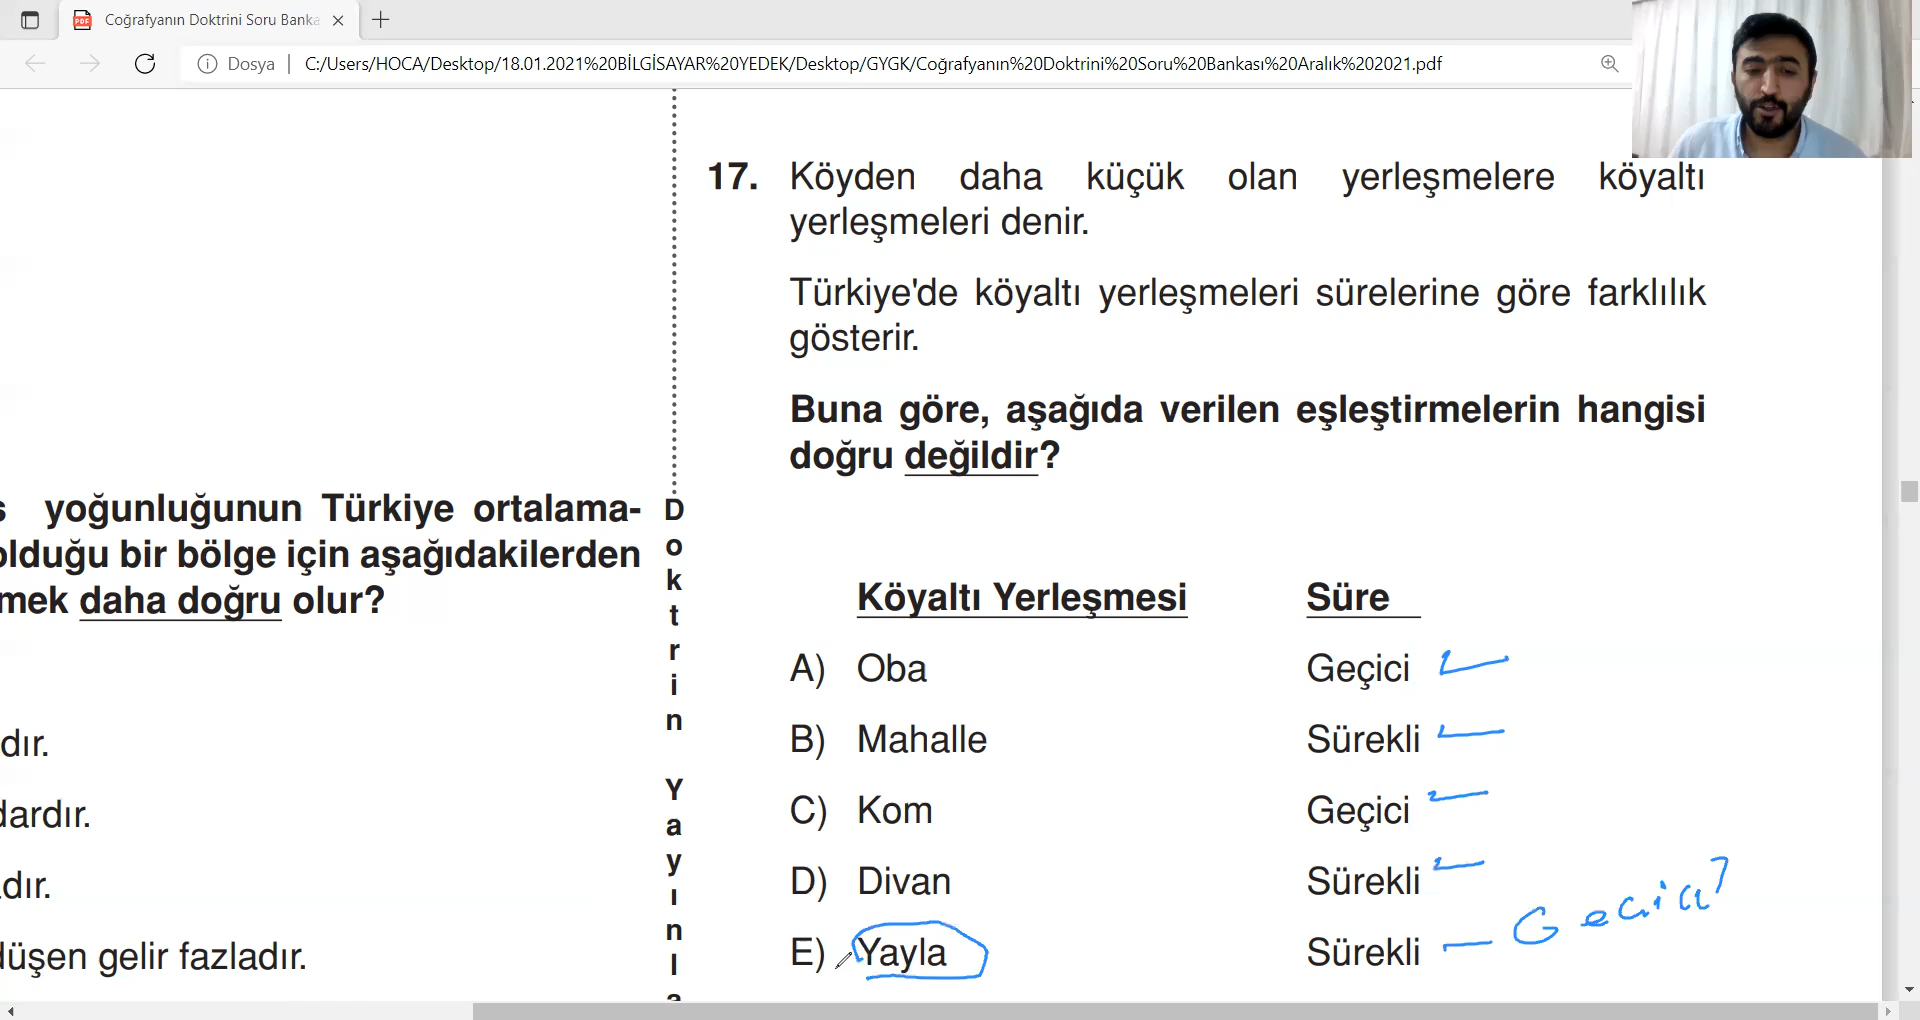 Coğrafyanın Doktrini Soru Banka
Dosya
C:/Users/HOCA/Desktop/18.01.2021%20BİLGİSAYAR%20YEDEK/Desktop/GYGK/Coğrafyanın%20Doktrini%20Soru%20Bankası%20Aralık%202021.pdf
yoğunluğunun Türkiye ortalama-
olduğu bir bölge için aşağıdakilerden
mek daha doğru olur?
dır.
dardır.
dır.
düşen gelir fazladır.
Doktrin Yayınla
17. Köyden daha küçük olan yerleşmelere köyaltı
yerleşmeleri denir.
Türkiye'de köyaltı yerleşmeleri sürelerine göre farklılık
gösterir.
Buna göre, aşağıda verilen eşleştirmelerin hangisi
doğru değildir?
Köyaltı Yerleşmesi Süre
A) Oba Geçici
B) Mahalle Sürekli
C) Kom Geçici
D) Divan Sürekli
E) Yayla Sürekli